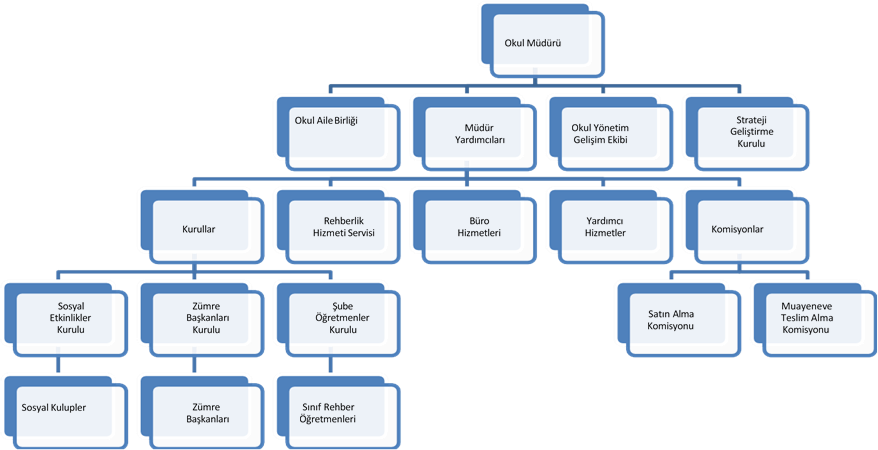 Okul Müdürü
Okul Aile Birliği
Müdür
Yardımcıları
Okul Yönetim
Gelişim Ekibi
Strateji
Geliştirme
Kurulu
Kurullar
Rehberlik
Hizmeti Servisi
Büro
Hizmetleri
Yardımcı
Hizmetler
Komisyonlar
Sosyal
Etkinlikler
Kurulu
Zümre
Başkanları
Kurulu
Şube
Öğretmenler
Kurulu
Satın Alma
Komisyonu
Muayeneve
Teslim Alma
Komisyonu
Sosyal Kulupler
Zümre
Başkanları
Sınıf Rehber
Öğretmenleri